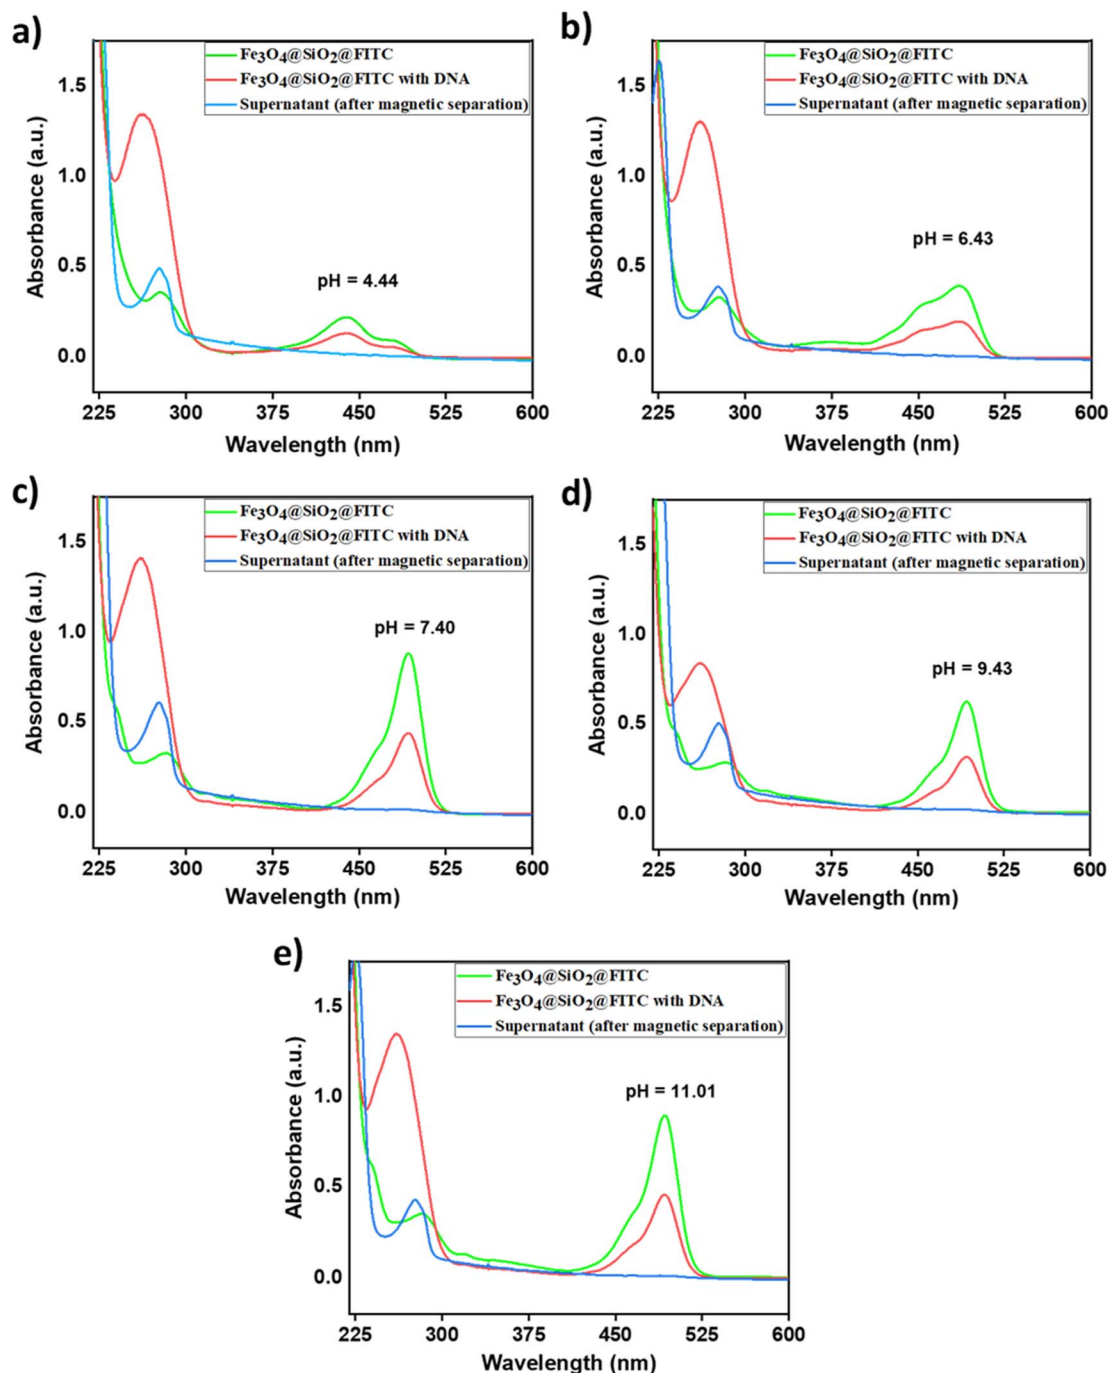 a)
Fe₃O₄@SiO₂@FITC
Fe₃O₄@SiO₂@FITC with DNA
Supernatant (after magnetic separation)
pH = 4.44
Absorbance (a.u.)
1.5
1.0
0.5
0.0
225 300 375 450 525 600
Wavelength (nm)
b)
Fe₃O₄@SiO₂@FITC
Fe₃O₄@SiO₂@FITC with DNA
Supernatant (after magnetic separation)
pH = 6.43
Absorbance (a.u.)
1.5
1.0
0.5
0.0
225 300 375 450 525 600
Wavelength (nm)
c)
Fe₃O₄@SiO₂@FITC
Fe₃O₄@SiO₂@FITC with DNA
Supernatant (after magnetic separation)
pH = 7.40
Absorbance (a.u.)
1.5
1.0
0.5
0.0
225 300 375 450 525 600
Wavelength (nm)
d)
Fe₃O₄@SiO₂@FITC
Fe₃O₄@SiO₂@FITC with DNA
Supernatant (after magnetic separation)
pH = 9.43
Absorbance (a.u.)
1.5
1.0
0.5
0.0
225 300 375 450 525 600
Wavelength (nm)
e)
Fe₃O₄@SiO₂@FITC
Fe₃O₄@SiO₂@FITC with DNA
Supernatant (after magnetic separation)
pH = 11.01
Absorbance (a.u.)
1.5
1.0
0.5
0.0
225 300 375 450 525 600
Wavelength (nm)